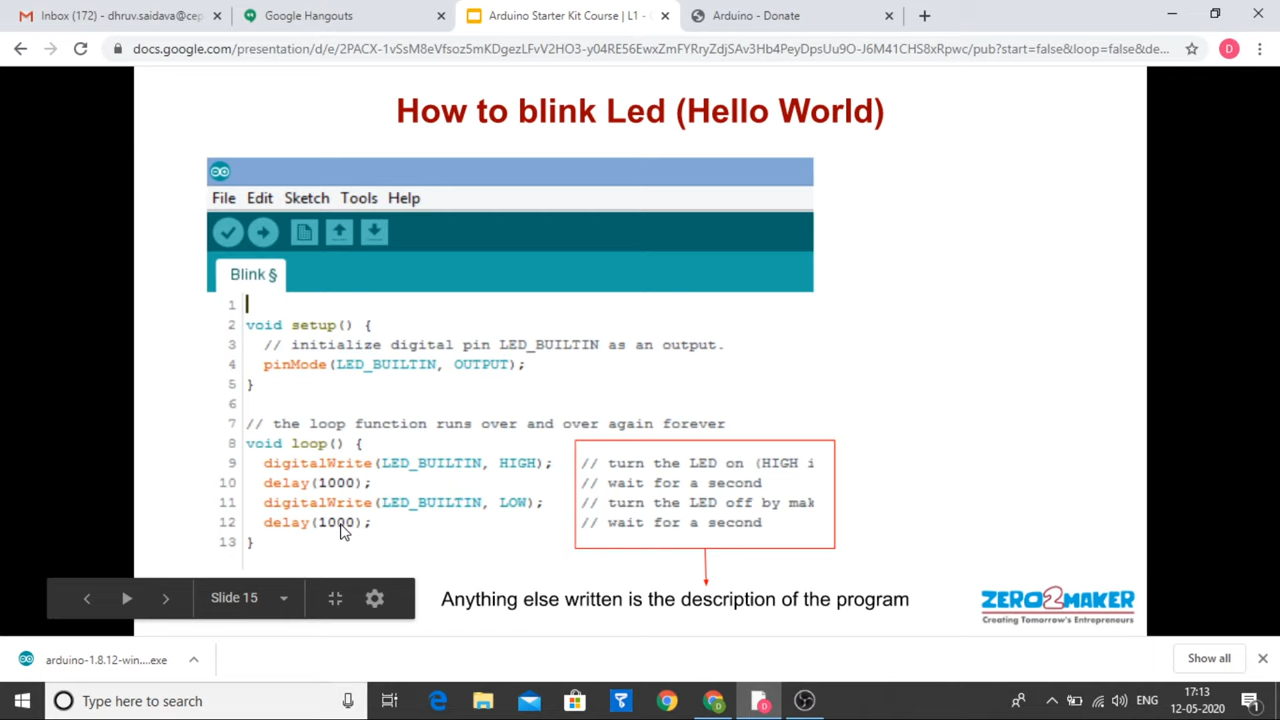 Inbox (172) - dhruv.saidava@cep
Google Hangouts
Arduino Starter Kit Course | L1 -
Arduino - Donate
docs.google.com/presentation/d/e/2PACX-1vSsM8eVfsoz5mKDgezLFvV2HO3-y04RE56EwxZmFYRryZdjSAv3Hb4PeyDpsUu9O-J6M41CHS8xRpwc/pub?start=false&loop=false&de...
D
How to blink Led (Hello World)
File Edit Sketch Tools Help
Blink §
1
2 void setup() {
3 // initialize digital pin LED_BUILTIN as an output.
4 pinMode(LED_BUILTIN, OUTPUT);
5 }
6
7 // the loop function runs over and over again forever
8 void loop() {
9 digitalWrite(LED_BUILTIN, HIGH); // turn the LED on (HIGH i
10 delay(1000); // wait for a second
11 digitalWrite(LED_BUILTIN, LOW); // turn the LED off by mak
12 delay(1000); // wait for a second
13 }
Slide 15
Anything else written is the description of the program
ZERO2MAKER
Creating Tomorrow's Entrepreneurs
arduino-1.8.12-win....exe
Show all
Type here to search
ENG
17:13
12-05-2020